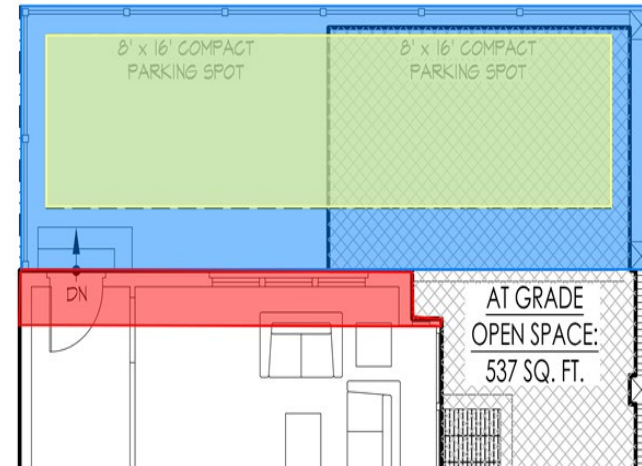 8' x 16' COMPACT
PARKING SPOT
8' x 16' COMPACT
PARKING SPOT
DN
AT GRADE
OPEN SPACE:
537 SQ. FT.